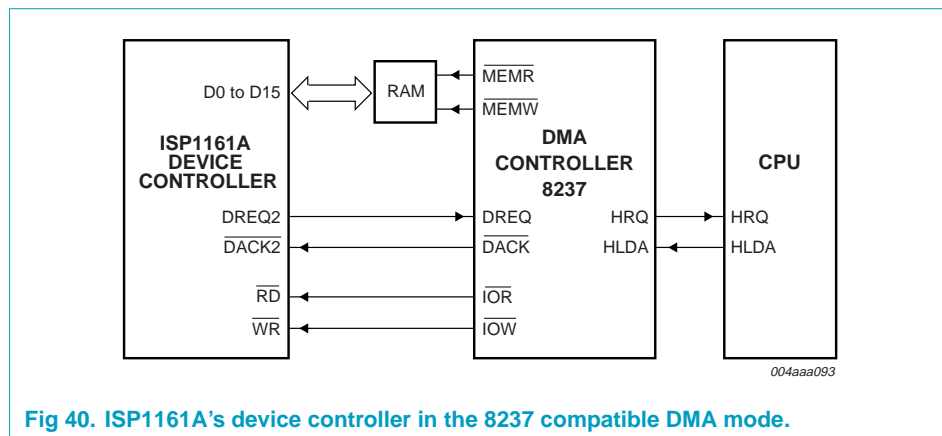 D0 to D15
RAM
MEMR
MEMW
ISP1161A
DEVICE
CONTROLLER
DMA
CONTROLLER
8237
CPU
DREQ2
DREQ
HRQ
HRQ
DACK2
DACK
HLDA
HLDA
RD
IOR
WR
IOW
004aaa093
Fig 40. ISP1161A's device controller in the 8237 compatible DMA mode.